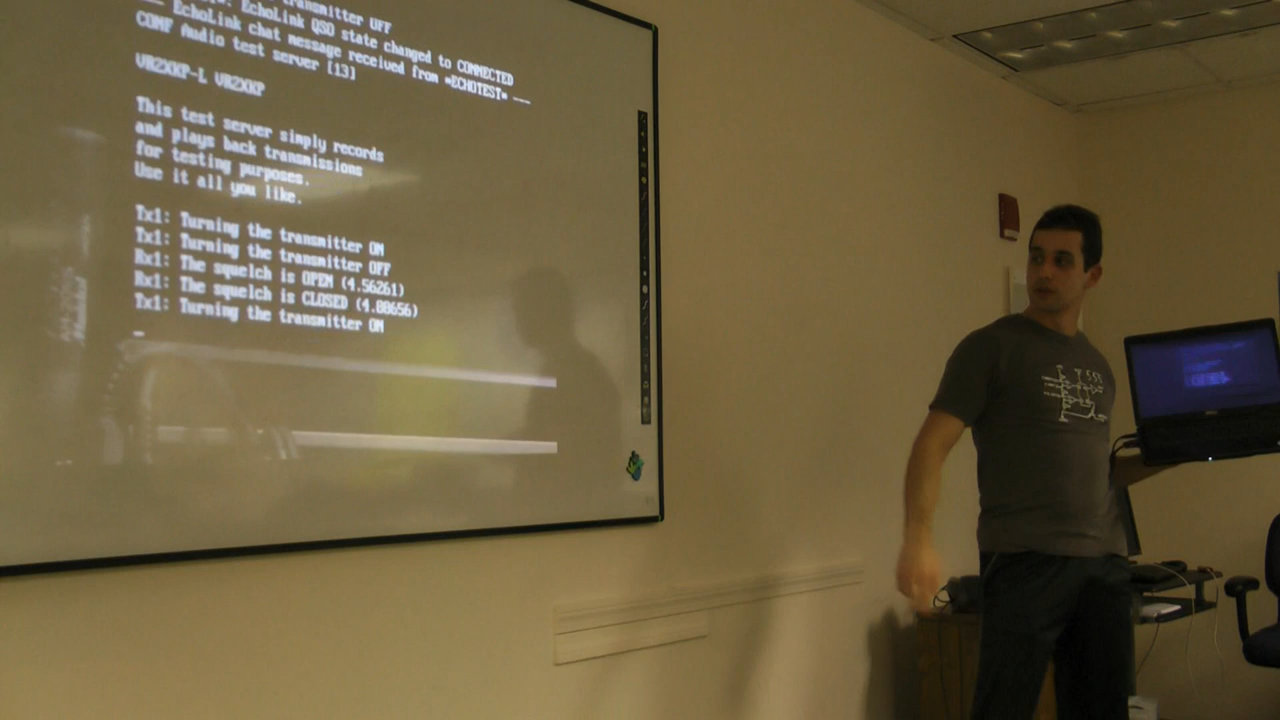 transmitter OFF
EchoLink QSO state changed to CONNECTED
--- EchoLink chat message received from *ECHOTEST* ---
CONF Audio test server [13]
This test server simply records
and plays back transmissions
for testing purposes.
Use it all you like.
Tx1: Turning the transmitter ON
Tx1: Turning the transmitter OFF
Rx1: The squelch is OPEN (4.56261)
Rx1: The squelch is CLOSED (4.08656)
Tx1: Turning the transmitter ON